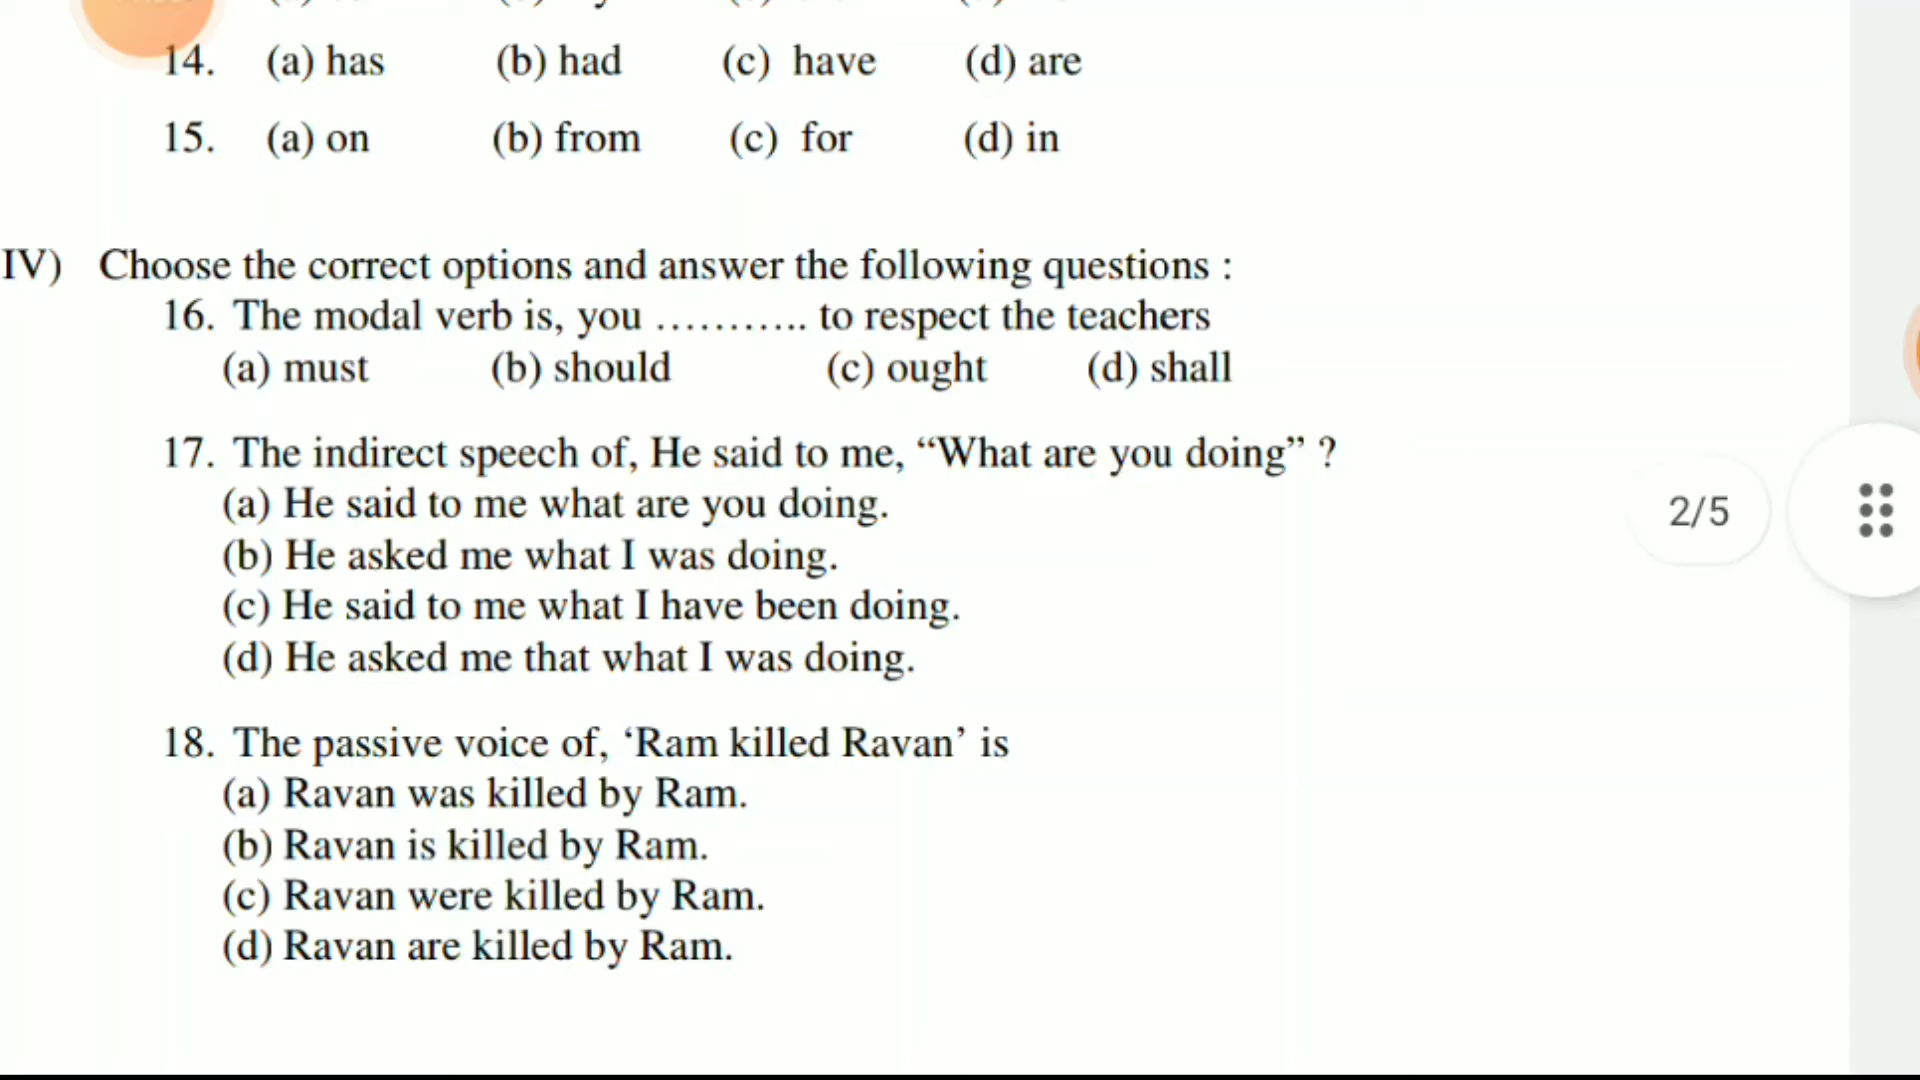 14. (a) has (b) had (c) have (d) are
15. (a) on (b) from (c) for (d) in
IV) Choose the correct options and answer the following questions :
16. The modal verb is, you ........... to respect the teachers
(a) must (b) should (c) ought (d) shall
17. The indirect speech of, He said to me, “What are you doing” ?
(a) He said to me what are you doing.
(b) He asked me what I was doing.
(c) He said to me what I have been doing.
(d) He asked me that what I was doing.
2/5
18. The passive voice of, ‘Ram killed Ravan’ is
(a) Ravan was killed by Ram.
(b) Ravan is killed by Ram.
(c) Ravan were killed by Ram.
(d) Ravan are killed by Ram.